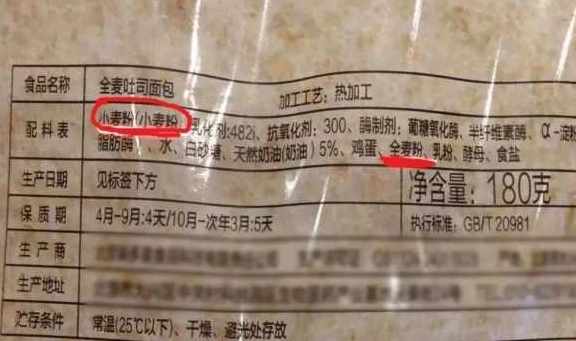 食品名称 全麦吐司面包 加工工艺：热加工
配料表 小麦粉(小麦粉、乳化剂:482i、抗氧化剂：300、酶制剂：葡糖氧化酶、半纤维素酶、α-淀粉
脂肪酶)、水、白砂糖、天然奶油(奶油)5%、鸡蛋、全麦粉、乳粉、酵母、食盐
生产日期 见标签下方 净含量：180克
保质期 4月-9月:4天/10月-次年3月:5天 执行标准：GB/T 20981
生产商
生产地址
贮存条件 常温(25℃以下)、干燥、避光处存放